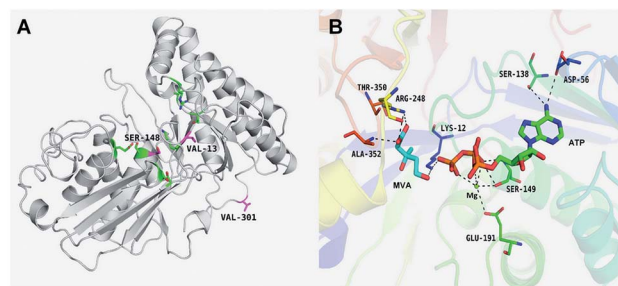 A
SER-148
VAL-13
VAL-301
B
SER-138
ASP-56
THR-350
ARG-248
LYS-12
ATP
ALA-352
MVA
SER-149
Mg
GLU-191